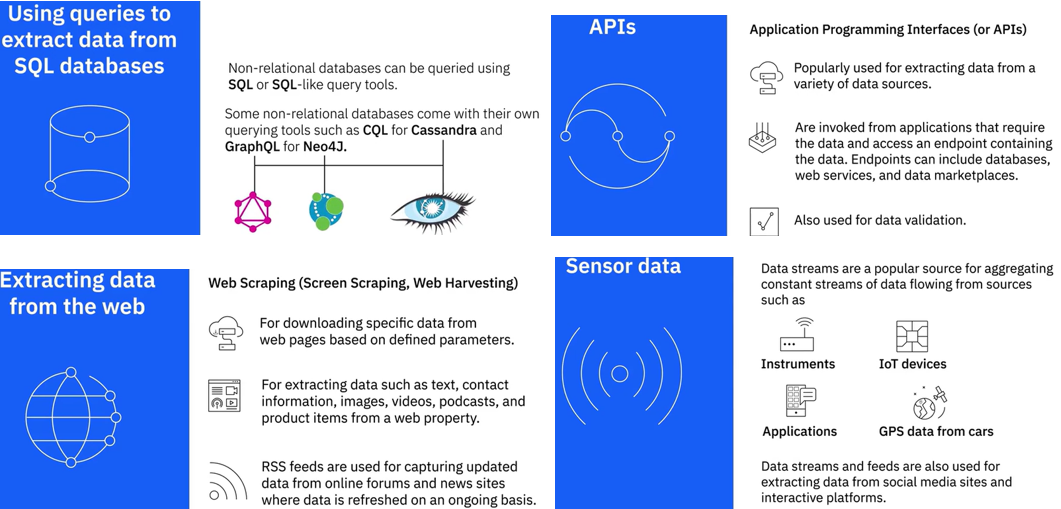 Using queries to
extract data from
SQL databases
Non-relational databases can be queried using
SQL or SQL-like query tools.
Some non-relational databases come with their own
querying tools such as CQL for Cassandra and
GraphQL for Neo4J.
APIs
Application Programming Interfaces (or APIs)
Popularly used for extracting data from a
variety of data sources.
Are invoked from applications that require
the data and access an endpoint containing
the data. Endpoints can include databases,
web services, and data marketplaces.
Also used for data validation.
Extracting data
from the web
Web Scraping (Screen Scraping, Web Harvesting)
For downloading specific data from
web pages based on defined parameters.
For extracting data such as text, contact
information, images, videos, podcasts, and
product items from a web property.
RSS feeds are used for capturing updated
data from online forums and news sites
where data is refreshed on an ongoing basis.
Sensor data
Data streams are a popular source for aggregating
constant streams of data flowing from sources
such as
Instruments
IoT devices
Applications
GPS data from cars
Data streams and feeds are also used for
extracting data from social media sites and
interactive platforms.